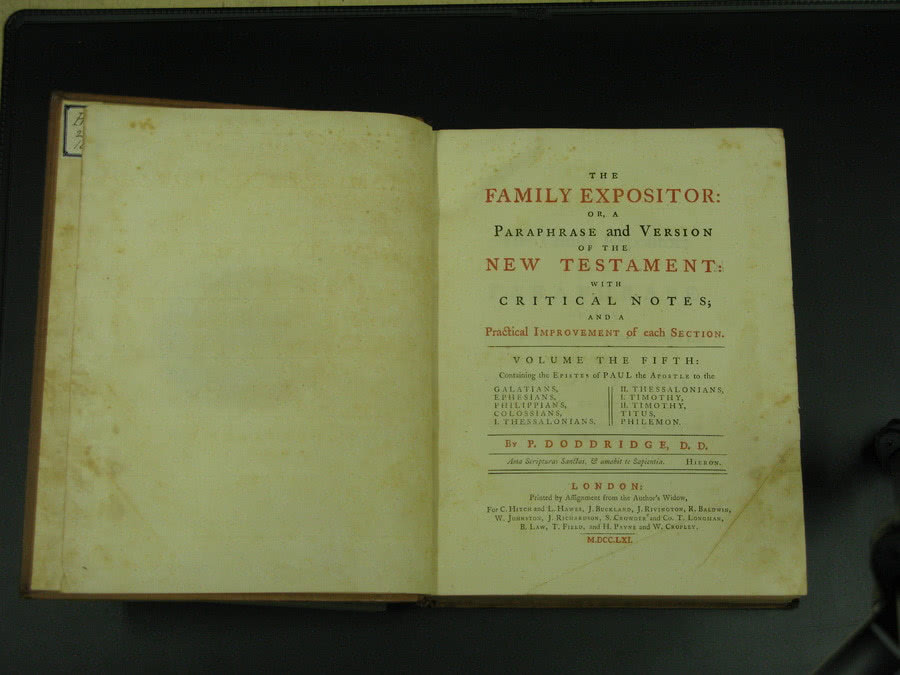 THE
FAMILY EXPOSITOR:
OR, A
PARAPHRASE and VERSION
OF THE
NEW TESTAMENT:
WITH
CRITICAL NOTES;
AND A
Practical IMPROVEMENT of each SECTION.
VOLUME THE FIFTH:
Containing the EPISTLES of PAUL the APOSTLE to the
GALATIANS,
EPHESIANS,
PHILIPPIANS,
COLOSSIANS,
I. THESSALONIANS,
II. THESSALONIANS,
I. TIMOTHY,
II. TIMOTHY,
TITUS,
PHILEMON.
By P. DODDRIDGE, D. D.
Ama Scripturas Sanctas, & amabit te Sapientia. HIERON.
LONDON:
Printed by Assignment from the Author's Widow,
For C. HITCH and L. HAWES, J. BUCKLAND, J. RIVINGTON, R. BALDWIN,
W. JOHNSTON, J. RICHARDSON, S. CROWDER and Co. T. LONGMAN,
B. LAW, T. FIELD, and H. PAYNE and W. CROPLEY.
M.DCC.LXI.